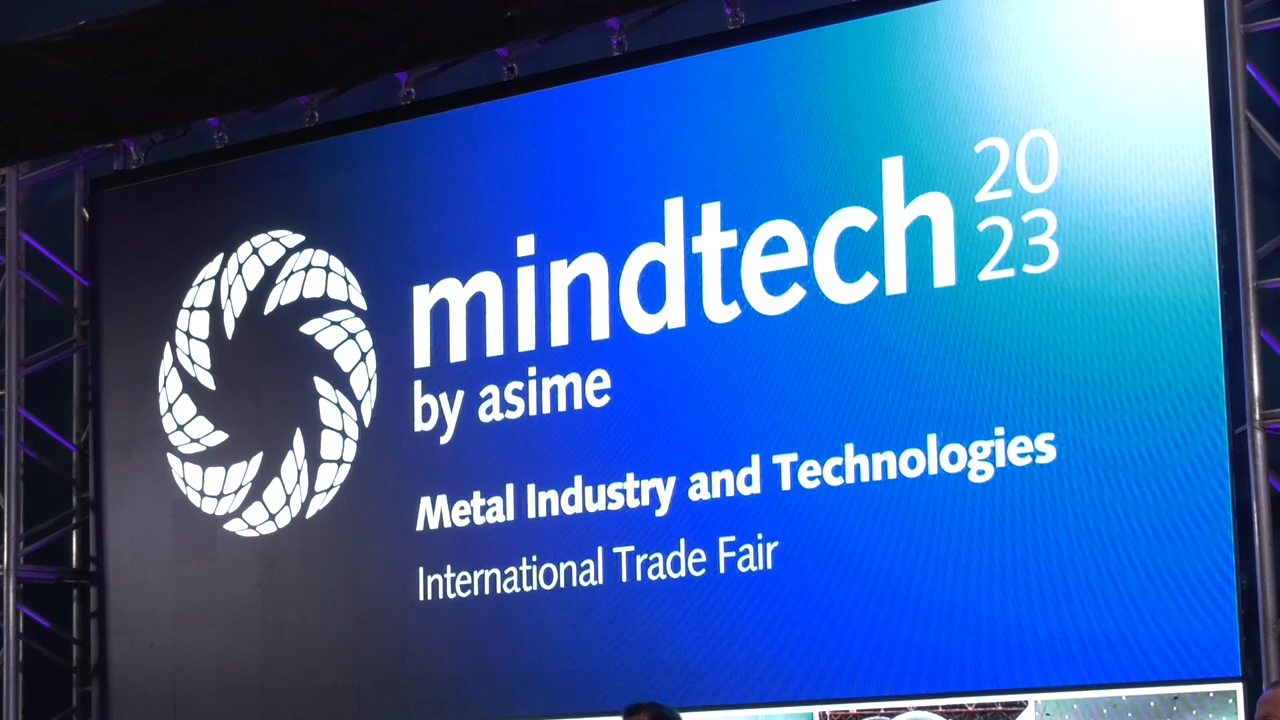 mindtech 20
23
by asime
Metal Industry and Technologies
International Trade Fair